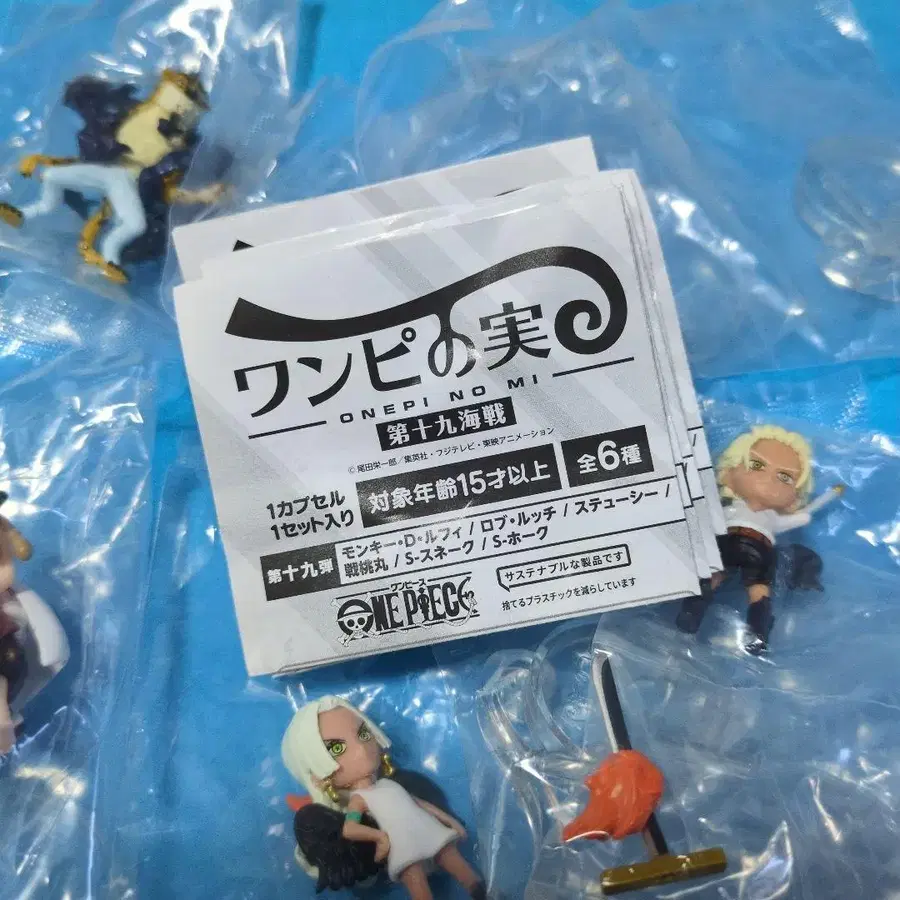 ワンピの実
ONEPI NO MI
第十九海戦
© 尾田栄一郎／集英社・フジテレビ・東映アニメーション
1カプセル
1セット入り
対象年齢15才以上
全6種
第十九弾
モンキー・D・ルフィ / ロブ・ルッチ / ステューシー /
戦桃丸 / S-スネーク / S-ホーク
ワンピース
ONE PIECE
サステナブルな製品です
捨てるプラスチックを減らしています